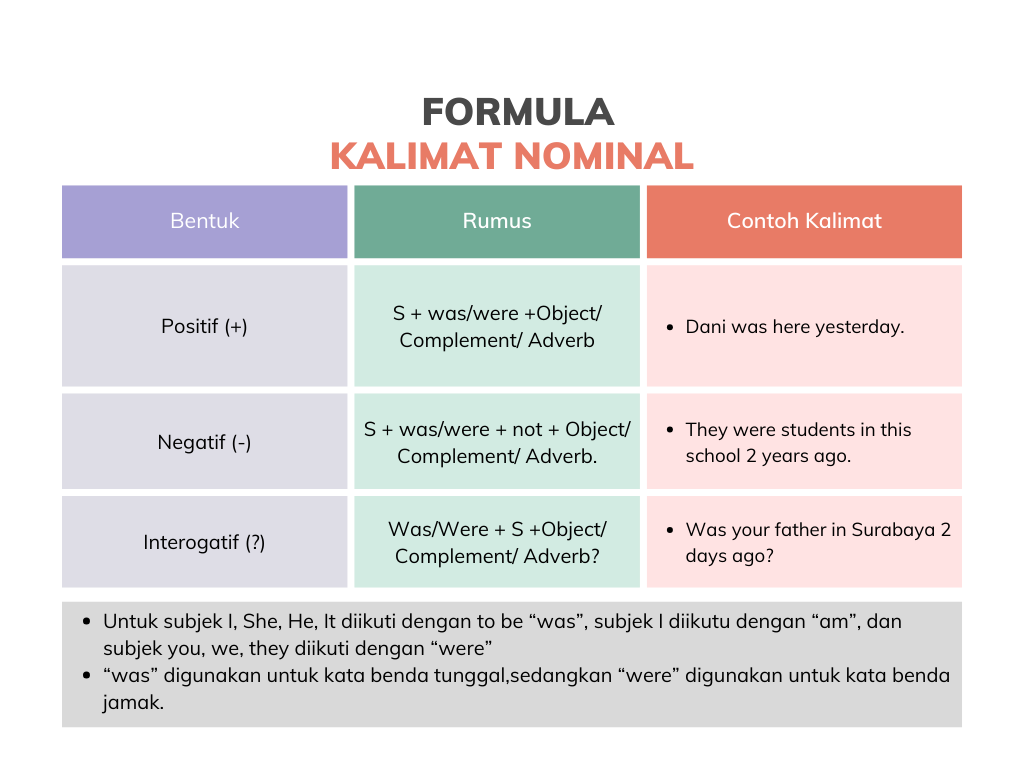 FORMULA
KALIMAT NOMINAL
Bentuk
Rumus
Contoh Kalimat
Positif (+)
S + was/were +Object/
Complement/ Adverb
• Dani was here yesterday.
Negatif (-)
S + was/were + not + Object/
Complement/ Adverb.
• They were students in this
school 2 years ago.
Interogatif (?)
Was/Were + S +Object/
Complement/ Adverb?
• Was your father in Surabaya 2
days ago?
• Untuk subjek I, She, He, It diikuti dengan to be “was”, subjek I diikutu dengan “am”, dan
subjek you, we, they diikuti dengan “were”
• “was” digunakan untuk kata benda tunggal,sedangkan “were” digunakan untuk kata benda
jamak.